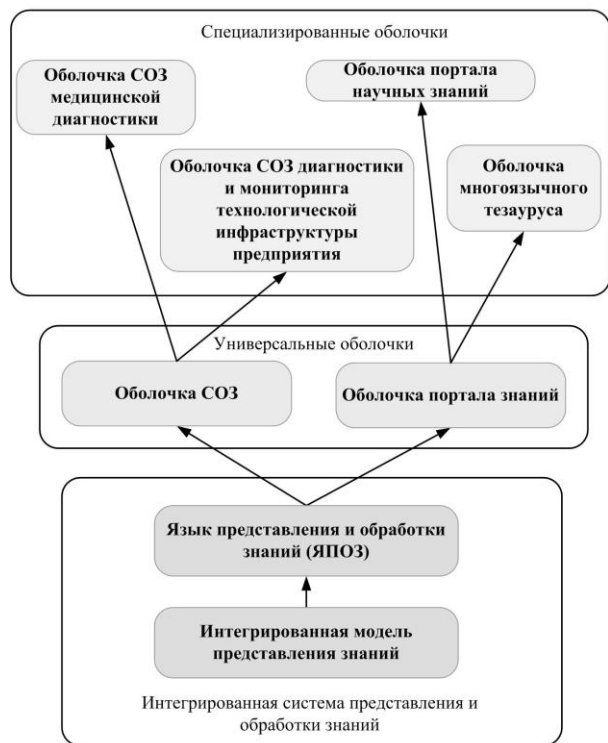 Специализированные оболочки
Оболочка СОЗ
медицинской
диагностики
Оболочка портала
научных знаний
Оболочка СОЗ диагностики
и мониторинга
технологической
инфраструктуры
предприятия
Оболочка
многоязычного
тезауруса
Универсальные оболочки
Оболочка СОЗ
Оболочка портала знаний
Язык представления и обработки
знаний (ЯПОЗ)
Интегрированная модель
представления знаний
Интегрированная система представления и
обработки знаний